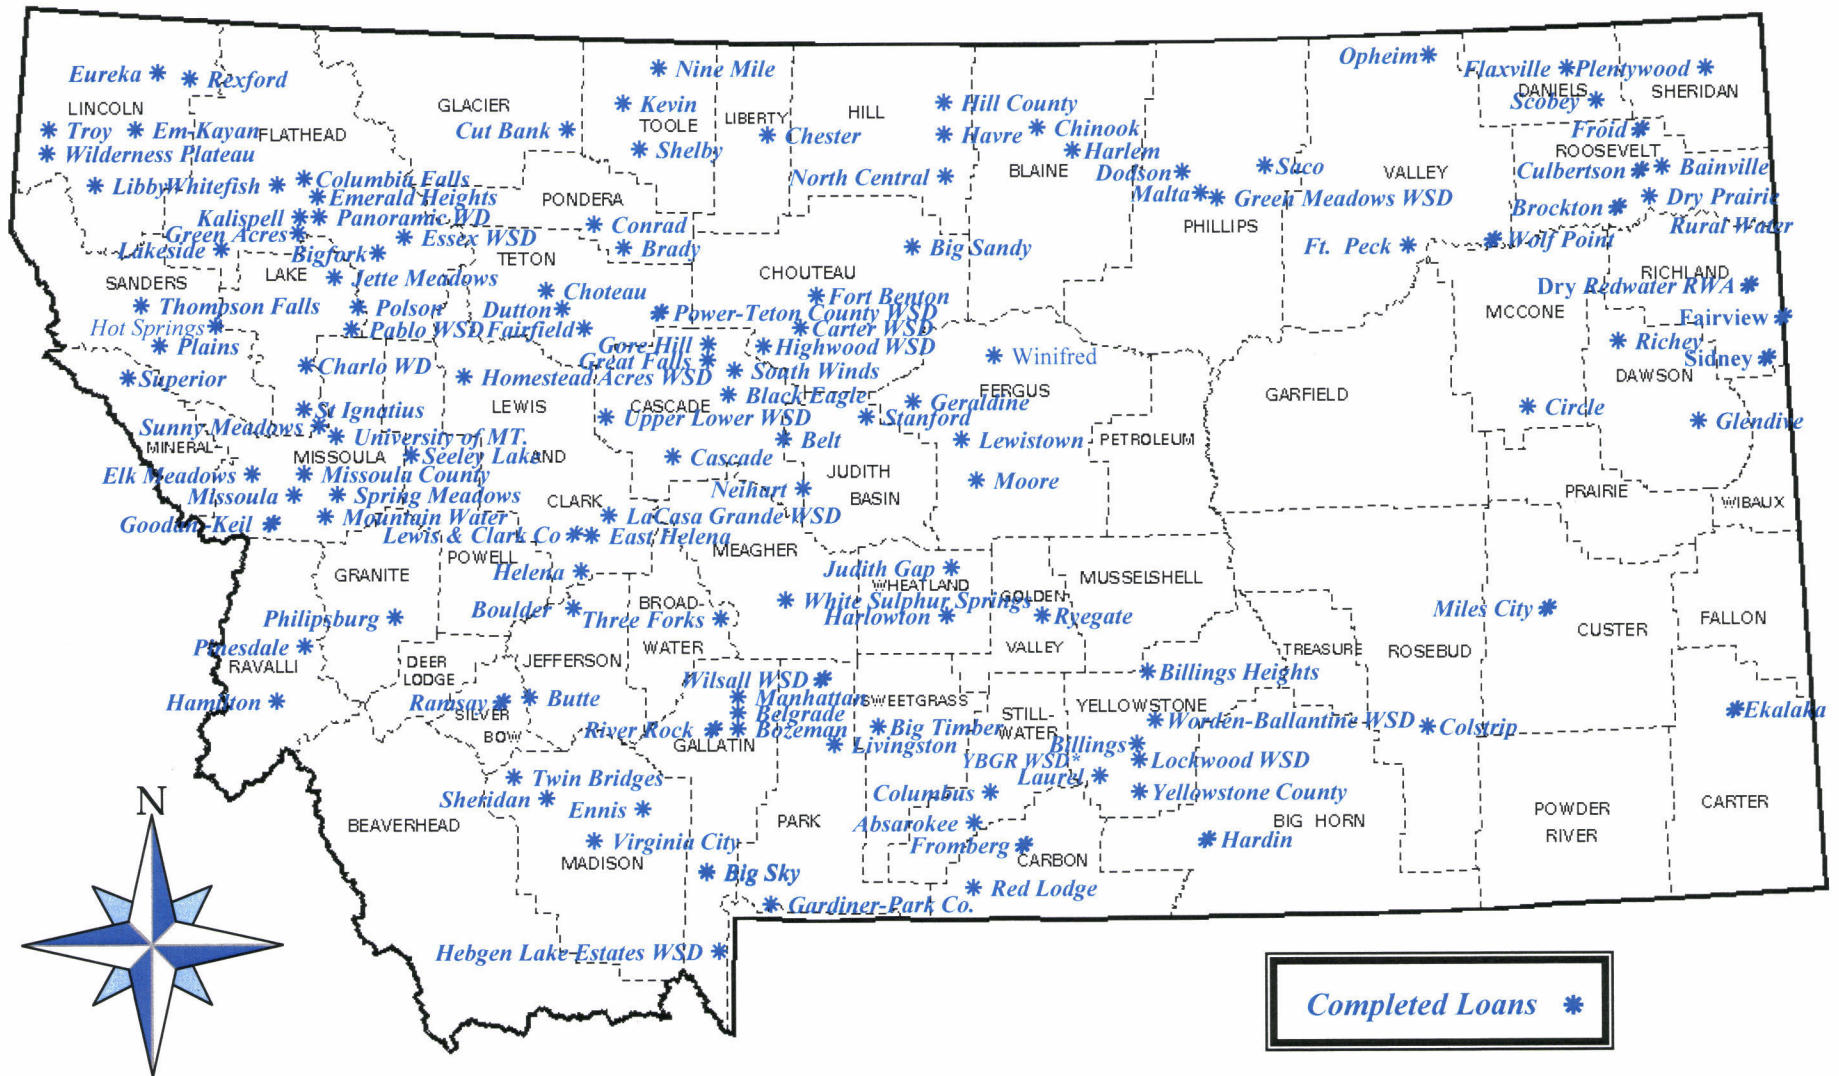 Opheim
Flaxville
Plentywood
Eureka
Rexford
Nine Mile
DANIELS
SHERIDAN
Scobey
LINCOLN
GLACIER
Kevin
TOOLE
LIBERTY
HILL
Hill County
Troy
Em-Kayan
FLATHEAD
Cut Bank
Chester
Havre
Chinook
Froid
ROOSEVELT
Wilderness Plateau
Shelby
Harlem
BLAINE
Dodson
Saco
VALLEY
Culbertson
Bainville
Libby
Whitefish
Columbia Falls
North Central
Emerald Heights
PONDERA
Malta
Green Meadows WSD
Dry Prairie
Rural Water
Brockton
Kalispell
Panoramic WD
Conrad
PHILLIPS
Green Acres
Essex WSD
Lakeside
Bigfork
TETON
Brady
Big Sandy
Ft. Peck
Wolf Point
SANDERS
LAKE
Jette Meadows
CHOUTEAU
RICHLAND
Dry Redwater RWA
Choteau
Fort Benton
Thompson Falls
Polson
Dutton
Power-Teton County WSD
MCCONE
Fairview
Hot Springs
Pablo WSD
Fairfield
Carter WSD
Plains
Gore Hill
Highwood WSD
Winifred
Richey
Sidney
Great Falls
Charlo WD
South Winds
Superior
Homestead Acres WSD
DAWSON
FERGUS
GARFIELD
Black Eagle
LEWIS
CASCADE
Geraldine
St Ignatius
Upper Lower WSD
Stanford
Circle
Glendive
Sunny Meadows
University of MT.
Belt
Lewistown
PETROLEUM
MINERAL
MISSOULA
Seeley Lake
AND
Cascade
JUDITH
BASIN
Elk Meadows
Missoula County
Moore
Missoula
Spring Meadows
CLARK
Neihart
PRAIRIE
WIBAUX
Goodan-Keil
Mountain Water
LaCasa Grande WSD
Lewis & Clark Co
East Helena
MEAGHER
POWELL
GRANITE
Helena
Judith Gap
WHEATLAND
MUSSELSHELL
White Sulphur Springs
GOLDEN
VALLEY
Boulder
BROAD-
WATER
Three Forks
Harlowton
Ryegate
Miles City
CUSTER
FALLON
Philipsburg
Pinesdale
RAVALLI
DEER
LODGE
JEFFERSON
TREASURE
ROSEBUD
Wilsall WSD
Billings Heights
Hamilton
Ramsay
Butte
Manhattan
SWEETGRASS
YELLOWSTONE
Ekalaka
SILVER
BOW
Belgrade
STILL-
WATER
Worden-Ballantine WSD
Colstrip
River Rock
Bozeman
Big Timber
GALLATIN
Livingston
Billings
YBGR WSD*
Lockwood WSD
Twin Bridges
Laurel
Sheridan
Columbus
Yellowstone County
N
Ennis
CARTER
POWDER
RIVER
BEAVERHEAD
PARK
Absarokee
BIG HORN
Virginia City
Fromberg
Hardin
MADISON
CARBON
Big Sky
Red Lodge
Gardiner-Park Co.
Hebgen Lake Estates WSD
Completed Loans